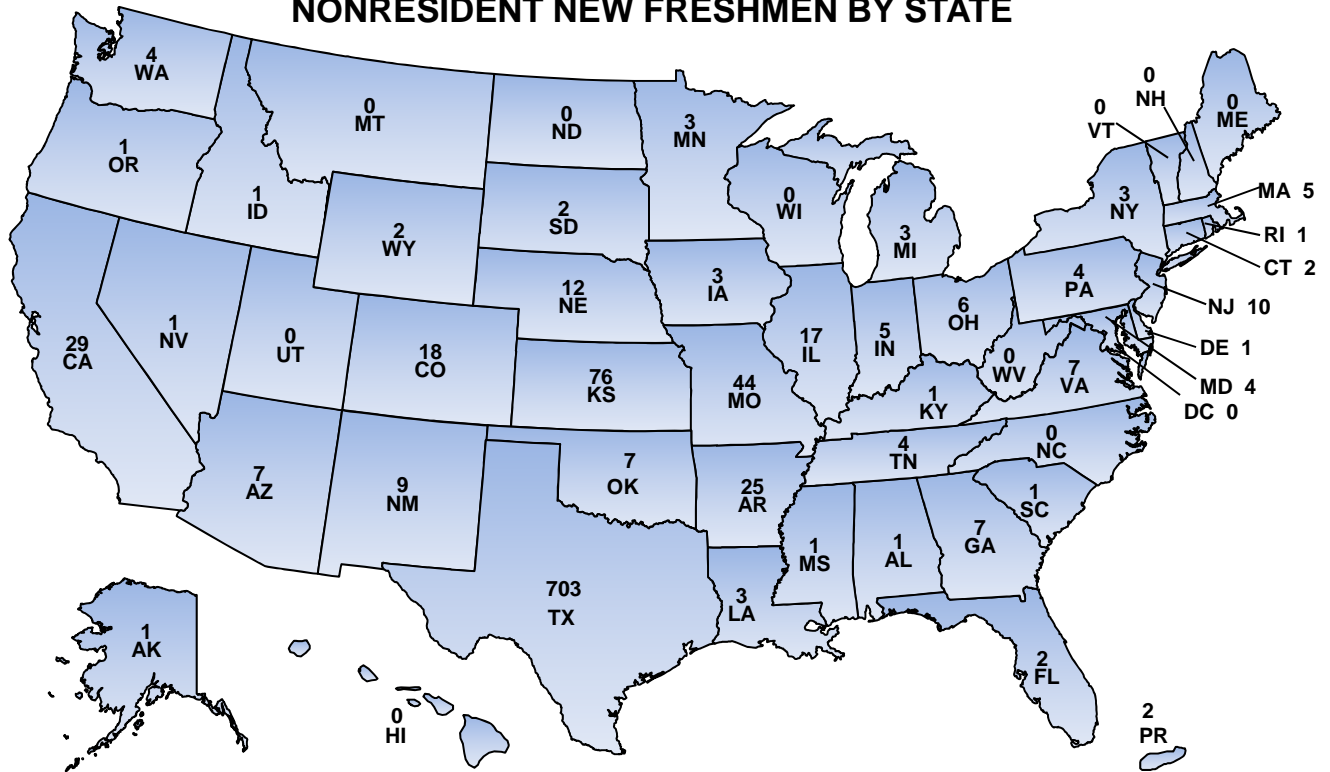 NONRESIDENT NEW FRESHMEN BY STATE
4
WA
0
MT
0
ND
3
MN
0
NH
0
VT
0
ME
1
OR
1
ID
2
WY
2
SD
0
WI
3
MI
3
NY
MA 5
RI 1
CT 2
NJ 10
DE 1
MD 4
DC 0
29
CA
1
NV
0
UT
18
CO
12
NE
3
IA
76
KS
44
MO
17
IL
5
IN
6
OH
4
PA
0
WV
7
VA
1
KY
4
TN
0
NC
7
AZ
9
NM
7
OK
25
AR
1
SC
703
TX
3
LA
1
MS
1
AL
7
GA
1
AK
0
HI
2
FL
2
PR